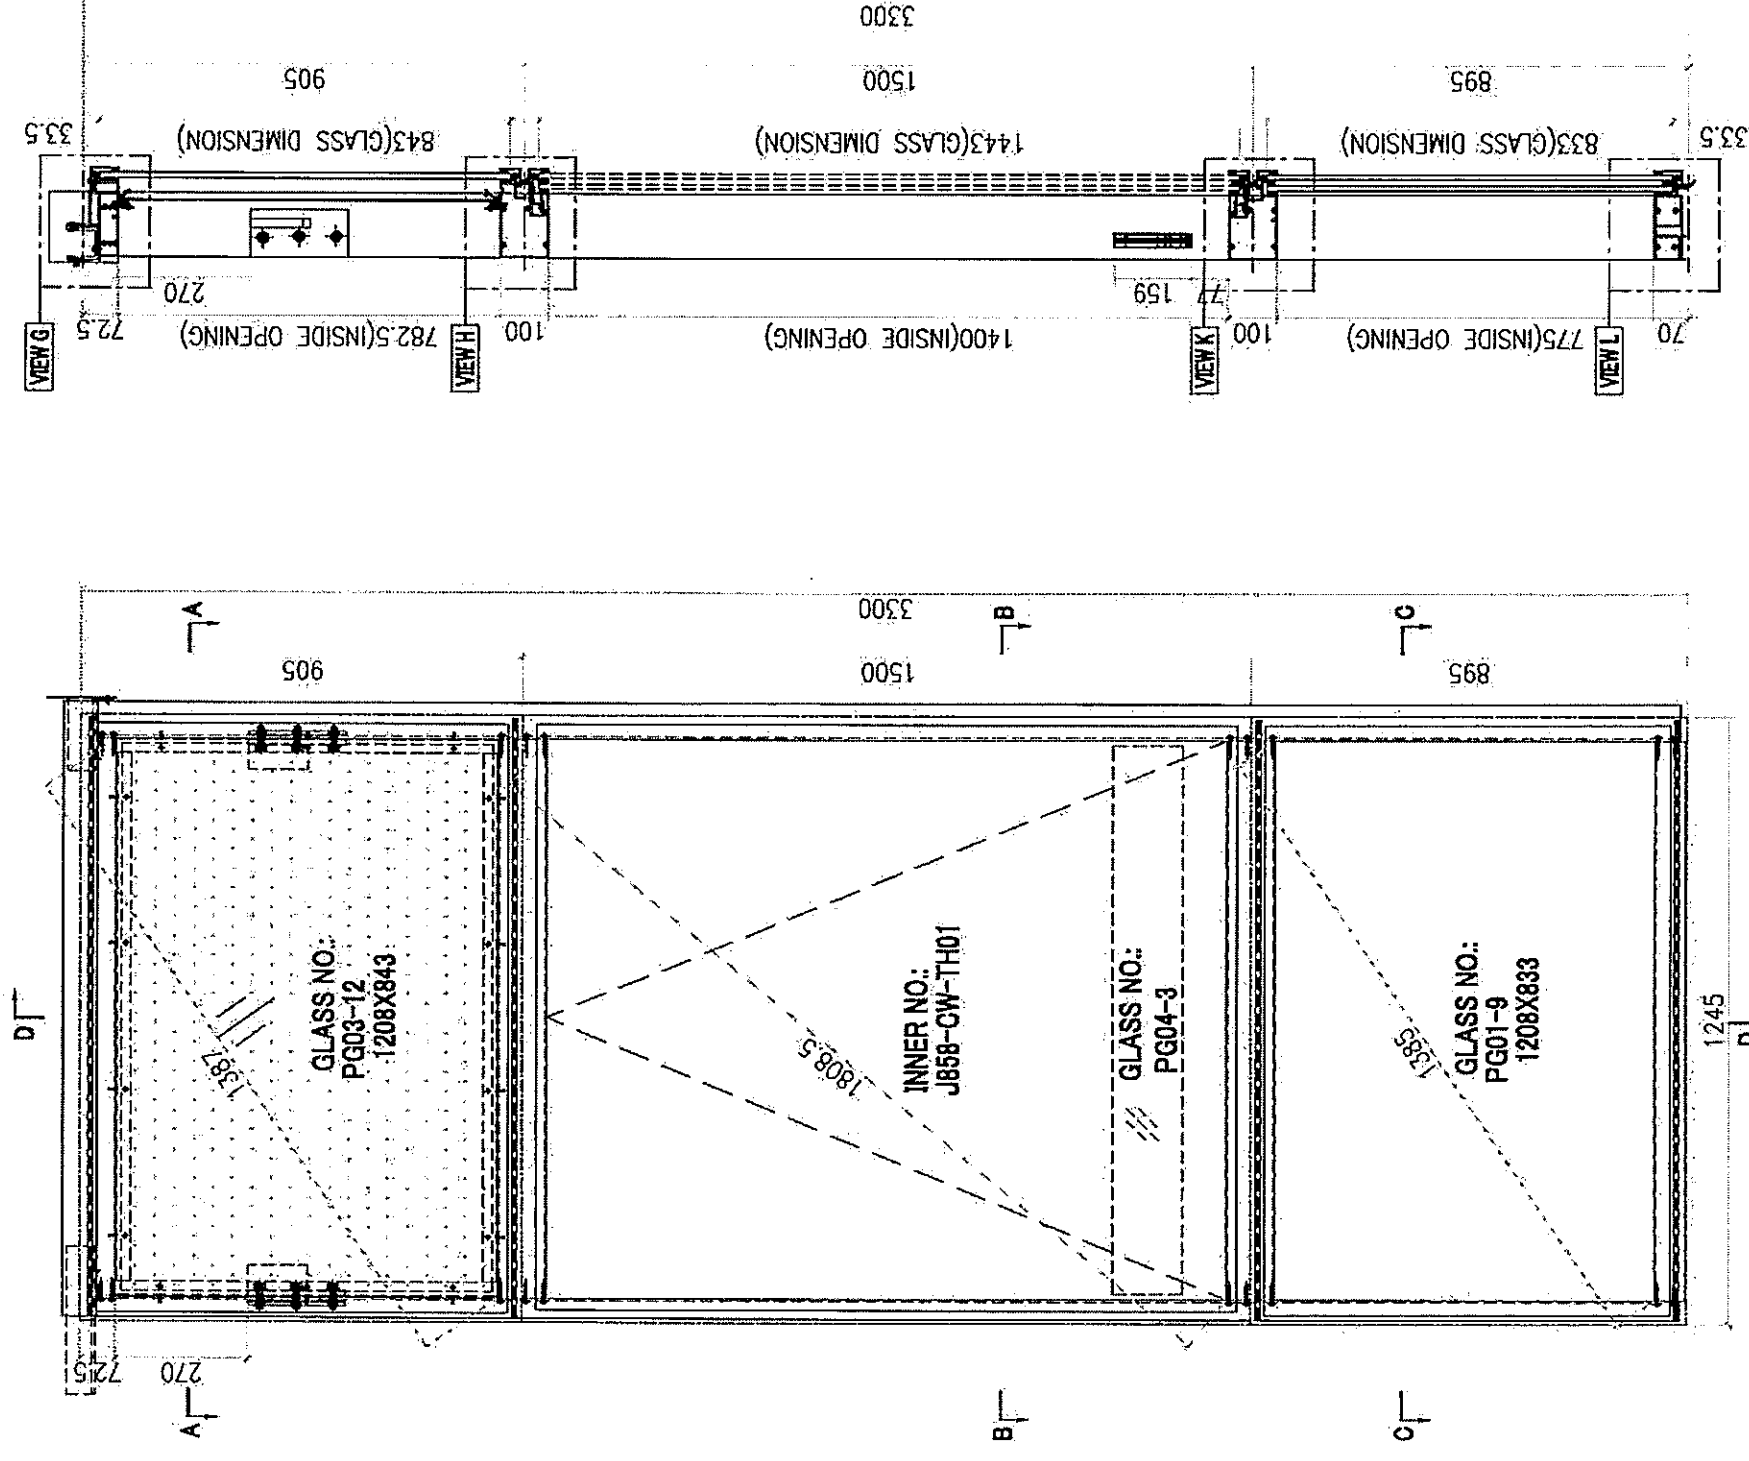 3300
905
1500
895
33.5
843(GLASS DIMENSION)
1443(GLASS DIMENSION)
833(GLASS DIMENSION)
33.5
270
159
77
72.5
782.5(INSIDE OPENING)
100
1400(INSIDE OPENING)
100
775(INSIDE OPENING)
70
VIEW G
VIEW H
VIEW K
VIEW L
A
3300
B
C
905
1500
895
D
1387
GLASS NO.:
PG03-12
1208X843
1808.5
INNER NO.:
J858-CW-TH01
GLASS NO.:
PG04-3
1385
GLASS NO.:
PG01-9
1208X833
1245
D
72.5
270
A
B
C